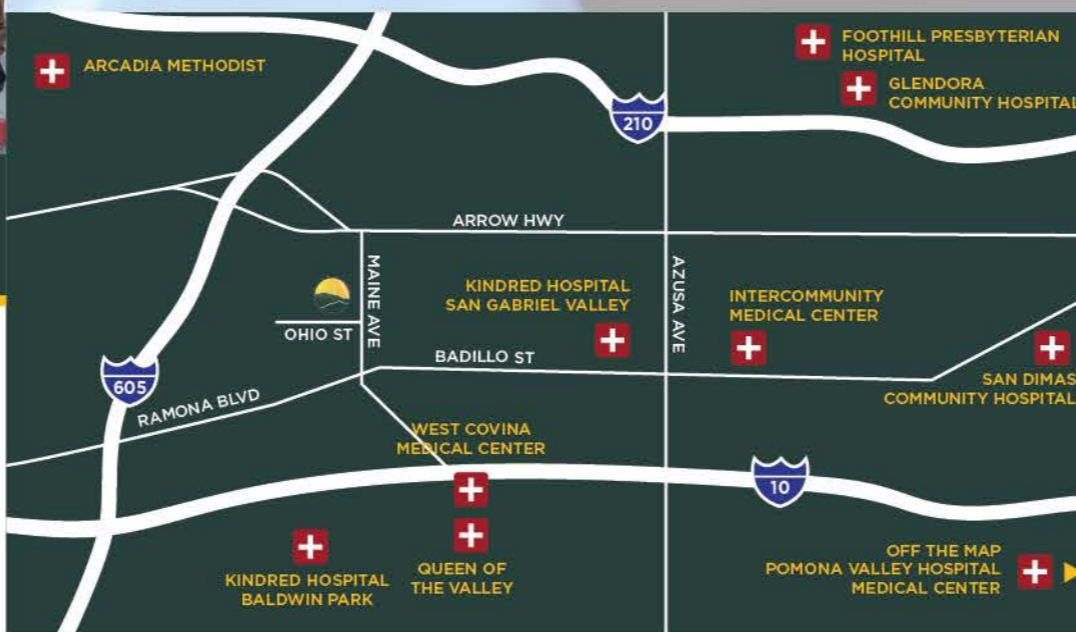 ARCADIA METHODIST
FOOTHILL PRESBYTERIAN
HOSPITAL
GLENDORA
COMMUNITY HOSPITAL
210
ARROW HWY
MAINE AVE
AZUSA AVE
KINDRED HOSPITAL
SAN GABRIEL VALLEY
INTERCOMMUNITY
MEDICAL CENTER
OHIO ST
BADILLO ST
605
RAMONA BLVD
SAN DIMAS
COMMUNITY HOSPITAL
WEST COVINA
MEDICAL CENTER
10
KINDRED HOSPITAL
BALDWIN PARK
QUEEN OF
THE VALLEY
OFF THE MAP
POMONA VALLEY HOSPITAL
MEDICAL CENTER